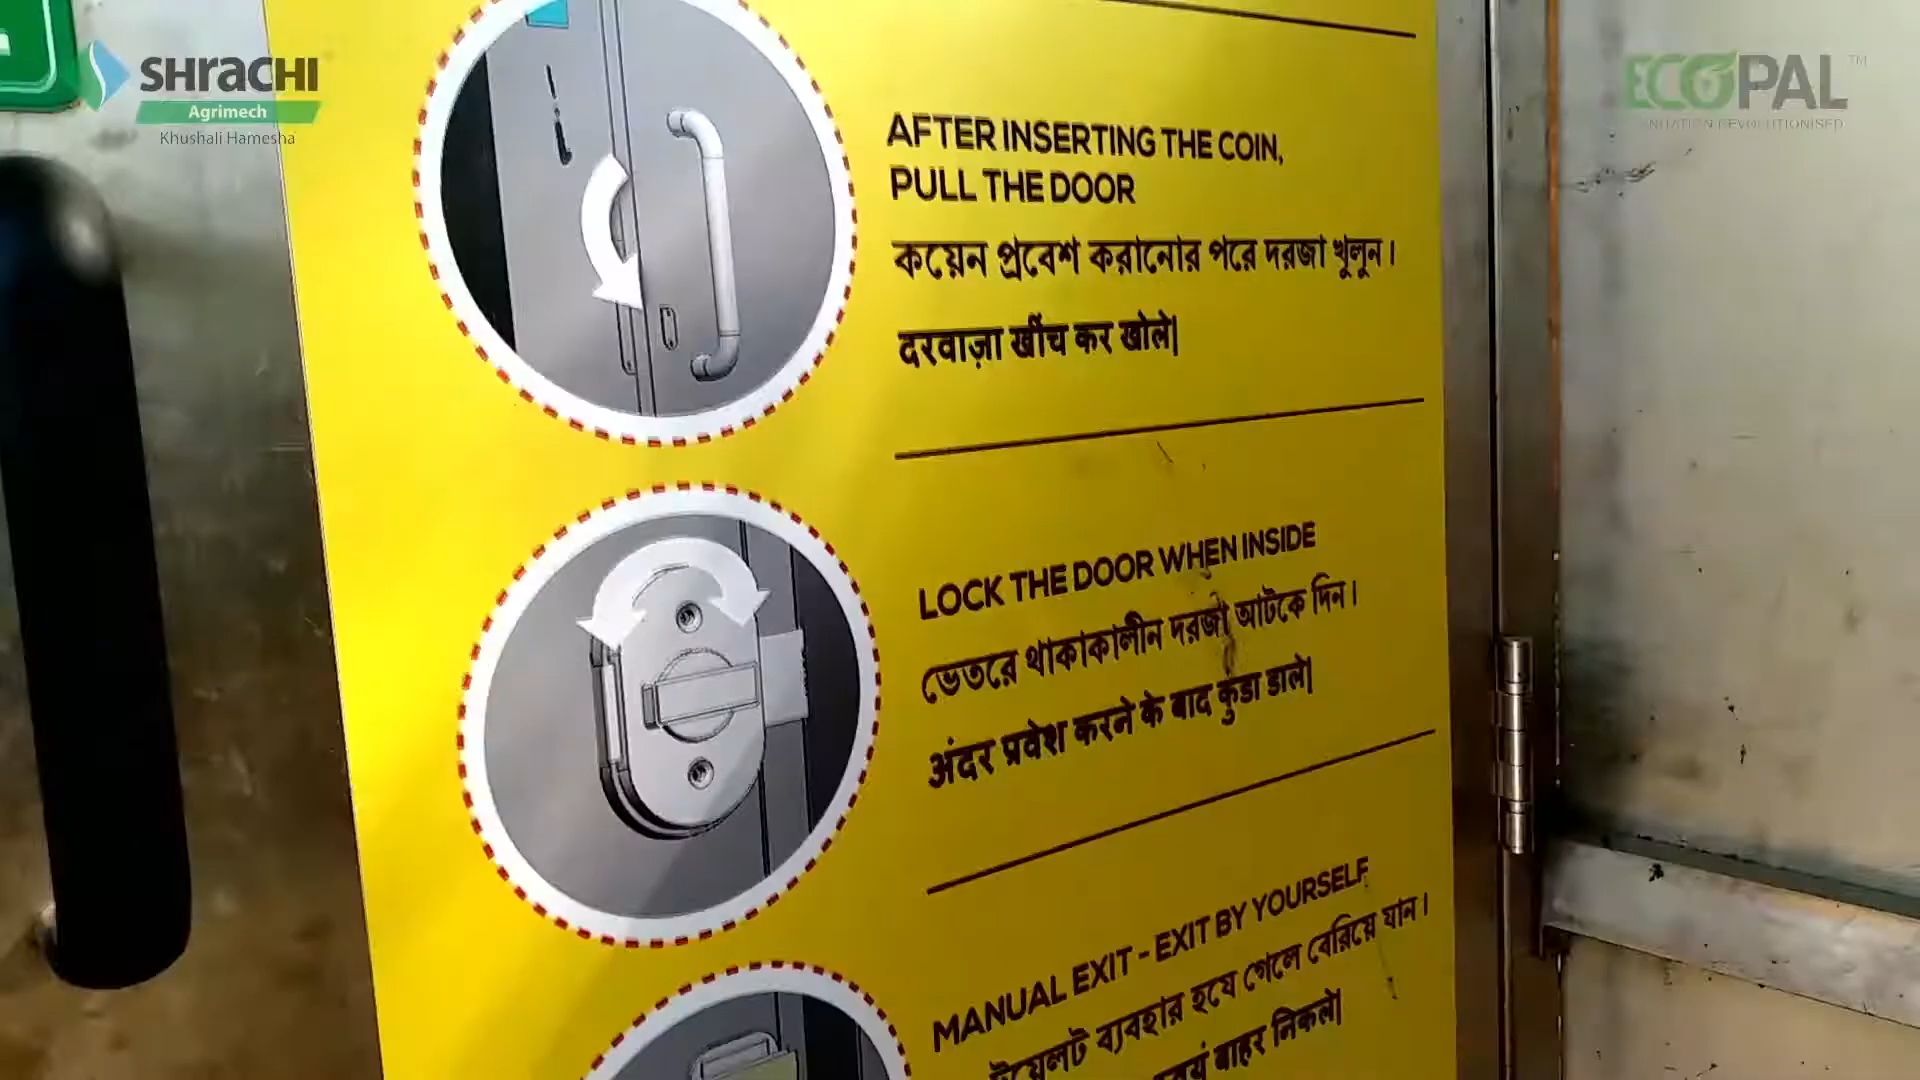 SHRACHI
Agrimech
Khushali Hamesha
ECOPAL™
REVOLUTIONISED
AFTER INSERTING THE COIN,
PULL THE DOOR
কয়েন প্রবেশ করানোর পরে দরজা খুলুন।
दरवाज़ा खींच कर खोले|
LOCK THE DOOR WHEN INSIDE
ভেতরে থাকাকালীন দরজা আটকে দিন।
अंदर प्रवेश करने के बाद कुंडा डाले|
MANUAL EXIT - EXIT BY YOURSELF
ব্যবহার হযে গেলে বেরিয়ে যান।
बाहर निकले|